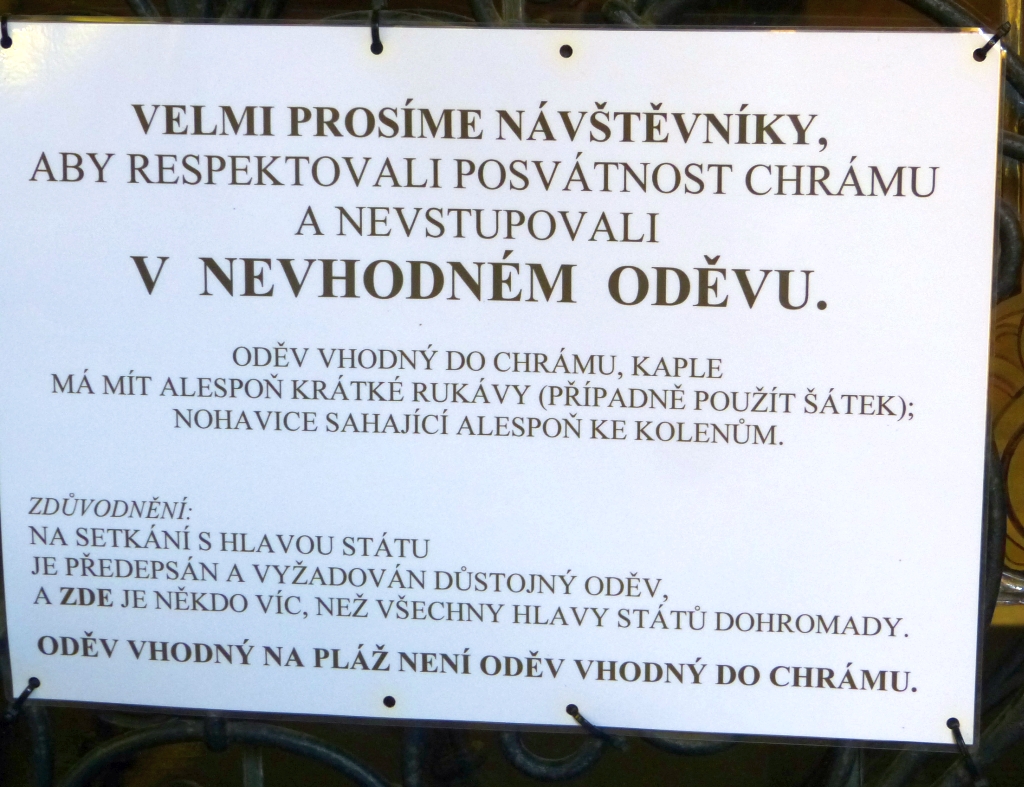 VELMI PROSÍME NÁVŠTĚVNÍKY,
ABY RESPEKTOVALI POSVÁTNOST CHRÁMU
A NEVSTUPOVALI
V NEVHODNÉM ODĚVU.
ODĚV VHODNÝ DO CHRÁMU, KAPLE
MÁ MÍT ALESPOŇ KRÁTKÉ RUKÁVY (PŘÍPADNĚ POUŽÍT ŠÁTEK);
NOHAVICE SAHAJÍCÍ ALESPOŇ KE KOLENŮM.
ZDŮVODNĚNÍ:
NA SETKÁNÍ S HLAVOU STÁTU
JE PŘEDEPSÁN A VYŽADOVÁN DŮSTOJNÝ ODĚV,
A ZDE JE NĚKDO VÍC, NEŽ VŠECHNY HLAVY STÁTŮ DOHROMADY.
ODĚV VHODNÝ NA PLÁŽ NENÍ ODĚV VHODNÝ DO CHRÁMU.